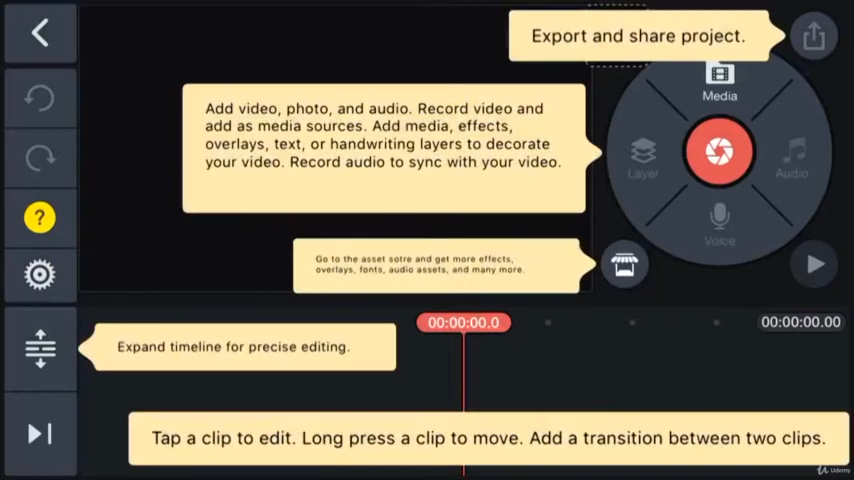 Export and share project.
Media
Add video, photo, and audio. Record video and
add as media sources. Add media, effects,
overlays, text, or handwriting layers to decorate
your video. Record audio to sync with your video.
Layer
Audio
Voice
?
Go to the asset sotre and get more effects,
overlays, fonts, audio assets, and many more.
00:00:00.0
00:00:00.00
Expand timeline for precise editing.
Tap a clip to edit. Long press a clip to move. Add a transition between two clips.
Udemy